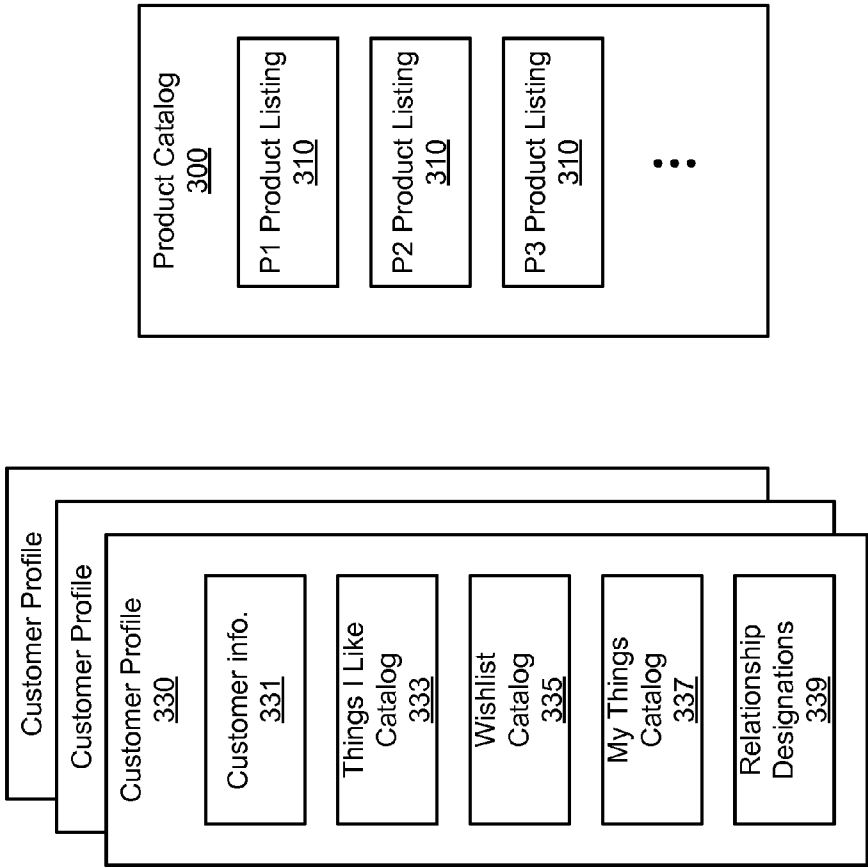 Customer Profile
Customer Profile
Customer Profile
330
Customer info.
331
Things I Like
Catalog
333
Wishlist
Catalog
335
My Things
Catalog
337
Relationship
Designations
339
Product Catalog
300
P1 Product Listing
310
P2 Product Listing
310
P3 Product Listing
310
...